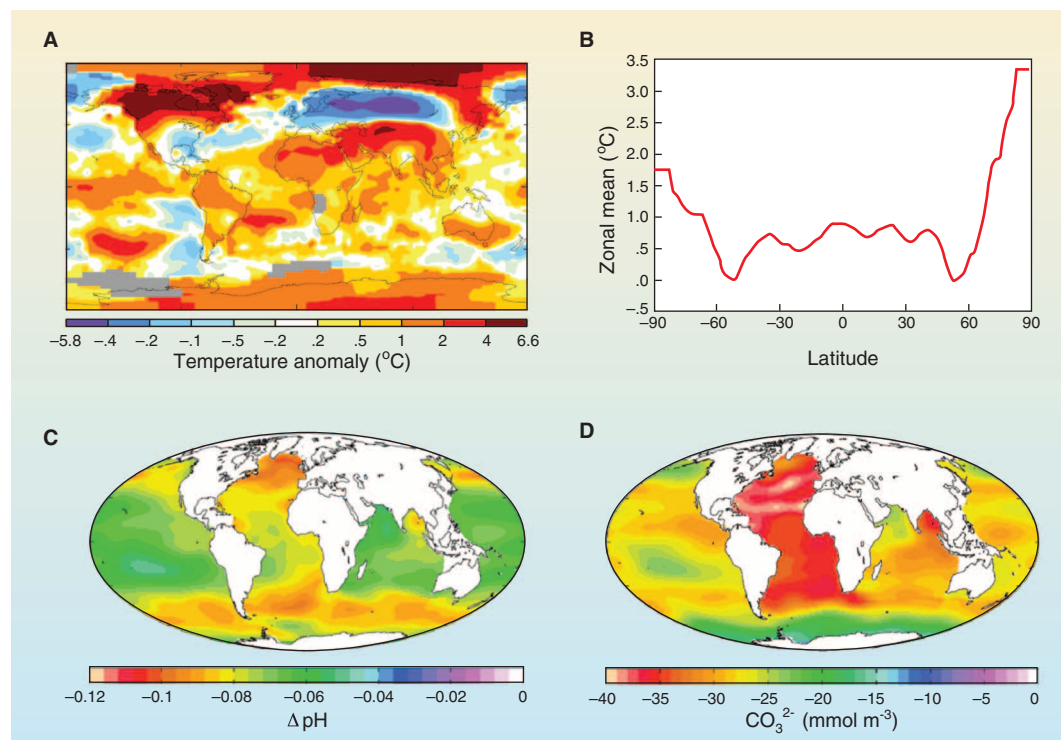 A
–5.8 –.4 –.2 –.1 –.5 –.2 .2 .5 1 2 4 6.6
Temperature anomaly (°C)
B
3.5
3.0
2.5
2.0
1.5
1.0
0.5
.0
–.5
Zonal mean (°C)
–90 –60 –30 0 30 60 90
Latitude
C
–0.12 –0.1 –0.08 –0.06 –0.04 –0.02 0
Δ pH
D
–40 –35 –30 –25 –20 –15 –10 –5 0
CO₃²⁻ (mmol m⁻³)